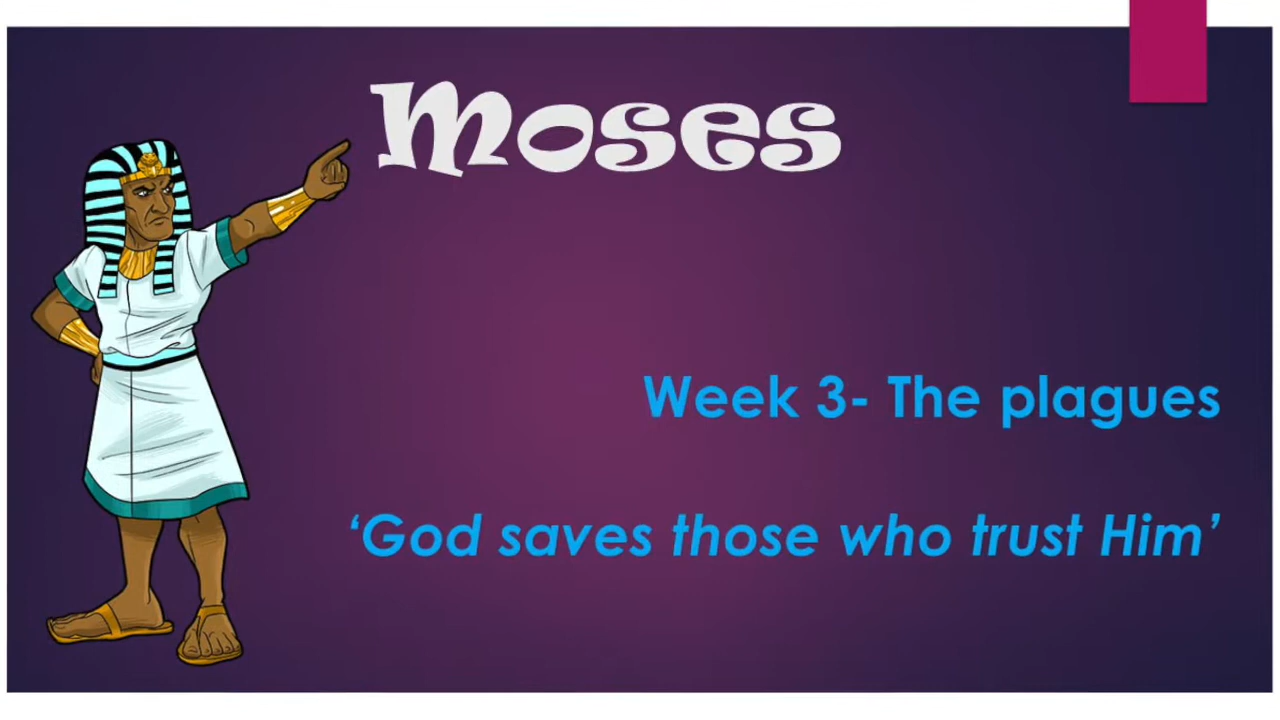 Moses
Week 3- The plagues
‘God saves those who trust Him’